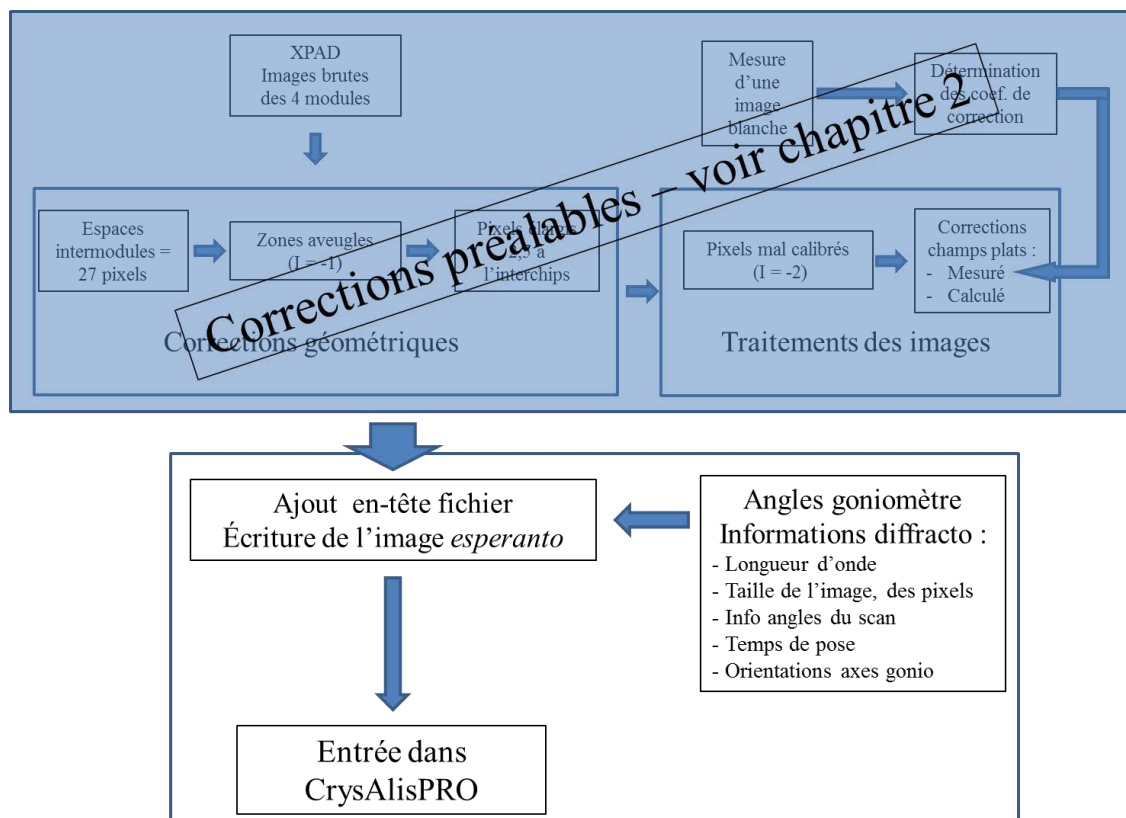 XPAD
Images brutes
des 4 modules
Mesure
d’une
image
blanche
Détermination
des coef. de
correction
Corrections préalables – voir chapitre 2
Espaces
intermodules =
27 pixels
Zones aveugles
(I = -1)
Pixels élargis
2,5 à
l’interchips
Corrections géométriques
Pixels mal calibrés
(I = -2)
Corrections
champs plats :
- Mesuré
- Calculé
Traitements des images
Ajout en-tête fichier
Écriture de l’image esperanto
Angles goniomètre
Informations diffracto :
- Longueur d’onde
- Taille de l’image, des pixels
- Info angles du scan
- Temps de pose
- Orientations axes gonio
Entrée dans
CrysAlisPRO